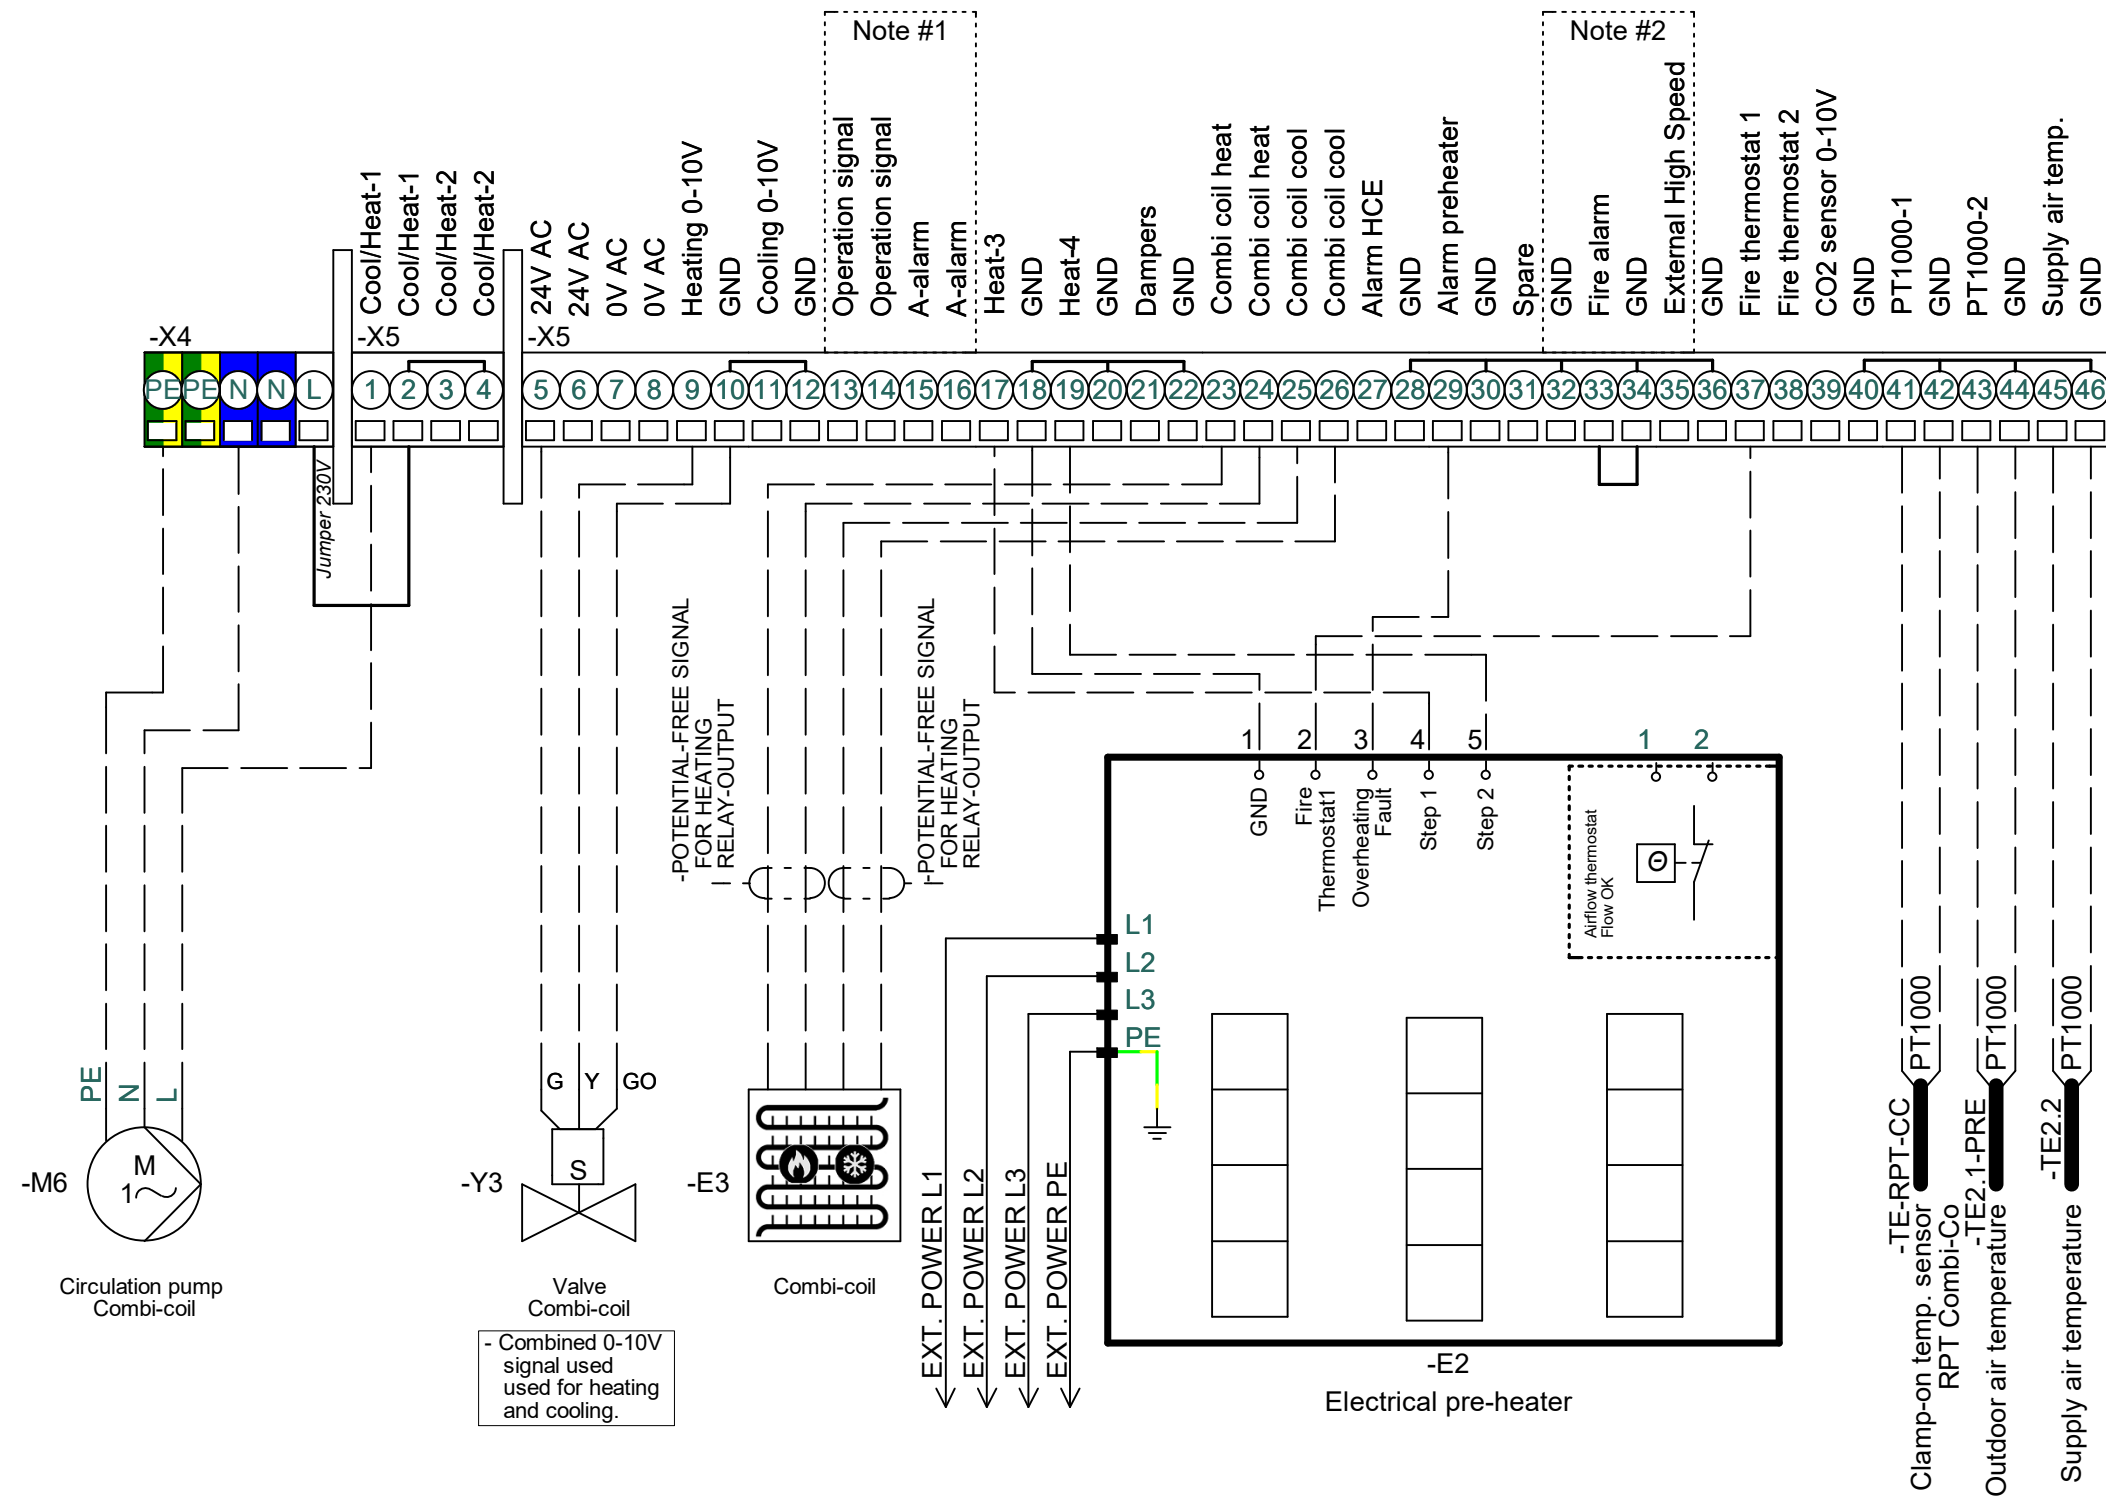 Note #1
Note #2
Cool/Heat-1
Cool/Heat-1
Cool/Heat-2
Cool/Heat-2
24V AC
24V AC
0V AC
0V AC
Heating 0-10V
GND
Cooling 0-10V
GND
Operation signal
Operation signal
A-alarm
A-alarm
Heat-3
GND
Heat-4
GND
Dampers
GND
Combi coil heat
Combi coil heat
Combi coil cool
Combi coil cool
Alarm HCE
GND
Alarm preheater
GND
Spare
GND
Fire alarm
GND
External High Speed
GND
Fire thermostat 1
Fire thermostat 2
CO2 sensor 0-10V
GND
PT1000-1
GND
PT1000-2
GND
Supply air temp.
GND
-X4
-X5
-X5
PE PE N N L 1 2 3 4 5 6 7 8 9 10 11 12 13 14 15 16 17 18 19 20 21 22 23 24 25 26 27 28 29 30 31 32 33 34 35 36 37 38 39 40 41 42 43 44 45 46
Jumper 230V
-POTENTIAL-FREE SIGNAL
FOR HEATING
RELAY-OUTPUT
-POTENTIAL-FREE SIGNAL
FOR HEATING
RELAY-OUTPUT
1 2 3 4 5
1 2
GND
Fire
Thermostat1
Overheating
Fault
Step 1
Step 2
Airflow thermostat
Flow OK
Θ
L1
L2
L3
PE
PE
N
L
G Y GO
PT1000
PT1000
PT1000
-M6
M
1
-Y3
S
-E3
Circulation pump
Combi-coil
Valve
Combi-coil
- Combined 0-10V
signal used
used for heating
and cooling.
Combi-coil
EXT. POWER L1
EXT. POWER L2
EXT. POWER L3
EXT. POWER PE
-E2
Electrical pre-heater
-TE-RPT-CC
Clamp-on temp. sensor
RPT Combi-Co
-TE2.1-PRE
Outdoor air temperature
-TE2.2
Supply air temperature